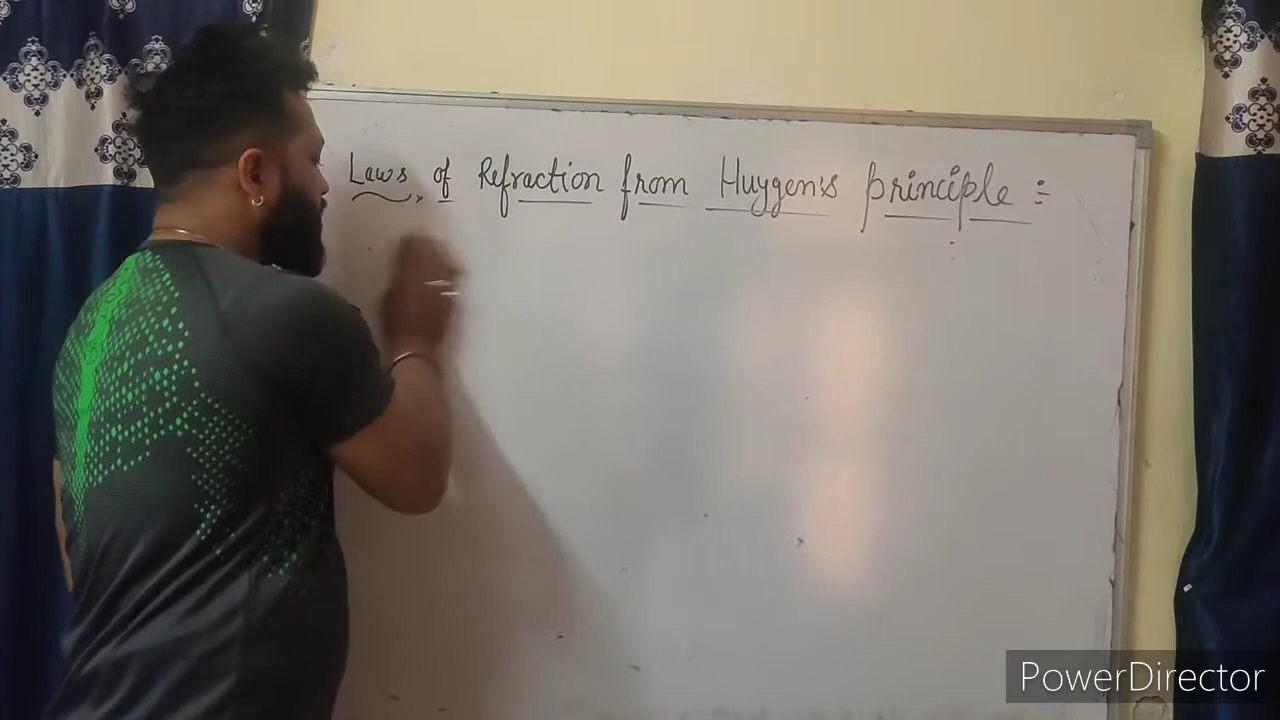 Laws of Refraction from Huygen's principle :-
PowerDirector